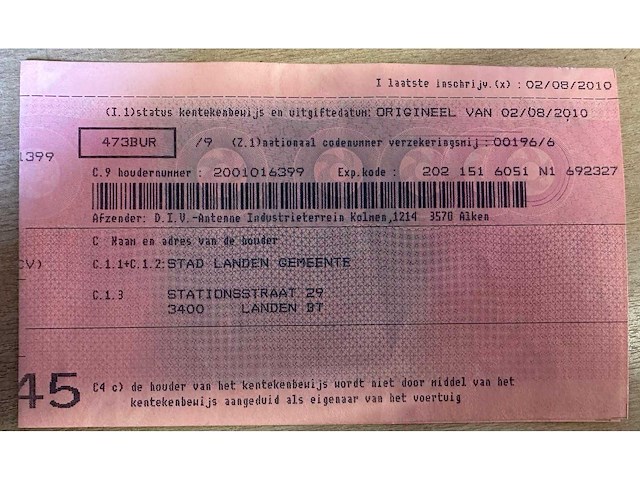 I laatste inschrijv.(x) : 02/08/2010
(I.1)status kentekenbewijs en uitgiftedatum: ORIGINEEL VAN 02/08/2010
473BUR /9 (Z.1)nationaal codenummer verzekeringsmij : 00196/6
1399
C.9 houdernummer : 2001016399 Exp.kode : 202 151 6051 N1 692327
Afzender: D.I.V.-Antenne Industrieterrein Kolmen,1214 3570 Alken
C Naam en adres van de houder
CV) C.1.1+C.1.2: STAD LANDEN GEMEENTE
C.1.3 STATIONSSTRAAT 29
3400 LANDEN BT
45 C4 c) de houder van het kentekenbewijs wordt niet door middel van het
kentekenbewijs aangeduid als eigenaar van het voertuig